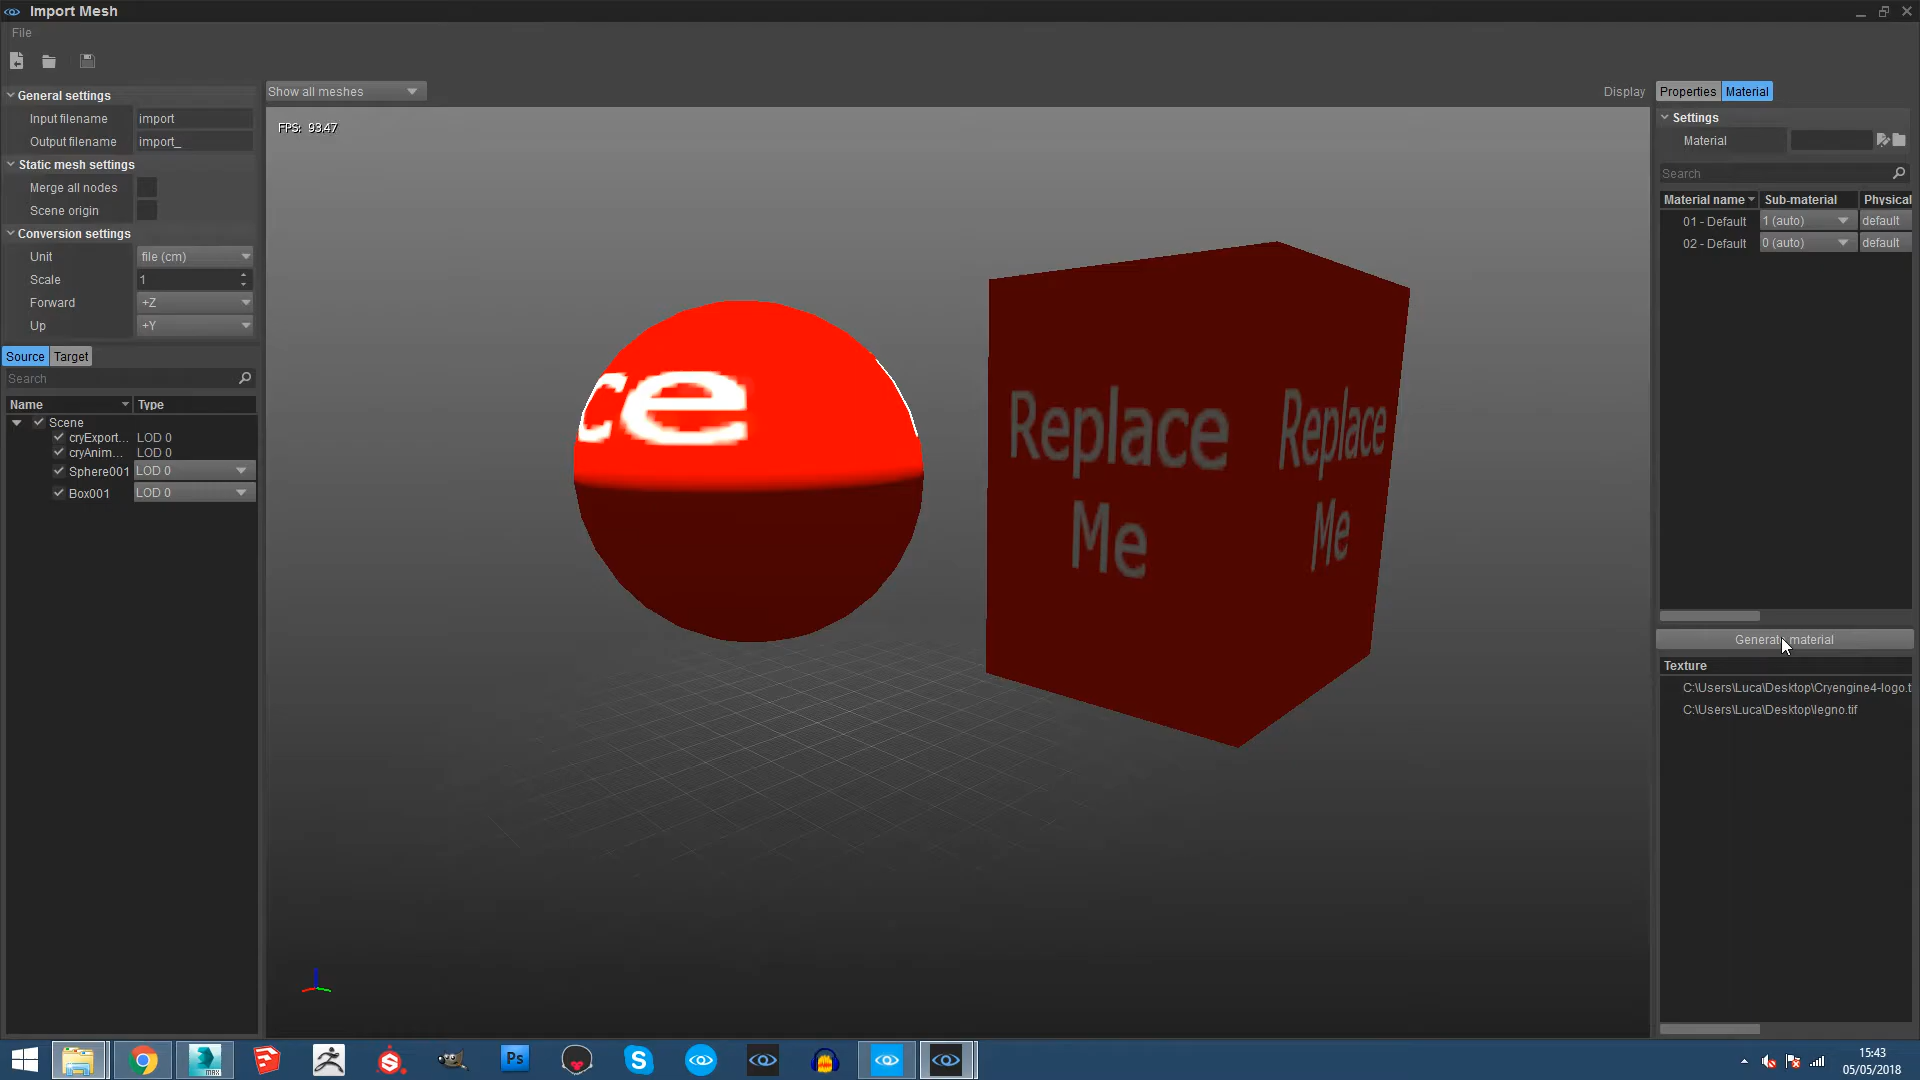 Import Mesh
File
Show all meshes
Display
Properties Material
General settings
Input filename import
Output filename import_
Static mesh settings
Merge all nodes
Scene origin
Conversion settings
Unit file (cm)
Scale 1
Forward +Z
Up +Y
Source Target
Search
Name Type
Scene
cryExport... LOD 0
cryAnim... LOD 0
Sphere001 LOD 0
Box001 LOD 0
FPS: 93.47
ce
Replace
Me
Replace
Me
Settings
Material
Search
Material name Sub-material Physical
01 - Default 1 (auto) default
02 - Default 0 (auto) default
Generate material
Texture
C:\Users\Luca\Desktop\Cryengine4-logo.t
C:\Users\Luca\Desktop\legno.tif
MAX
Ps
15:43
05/05/2018